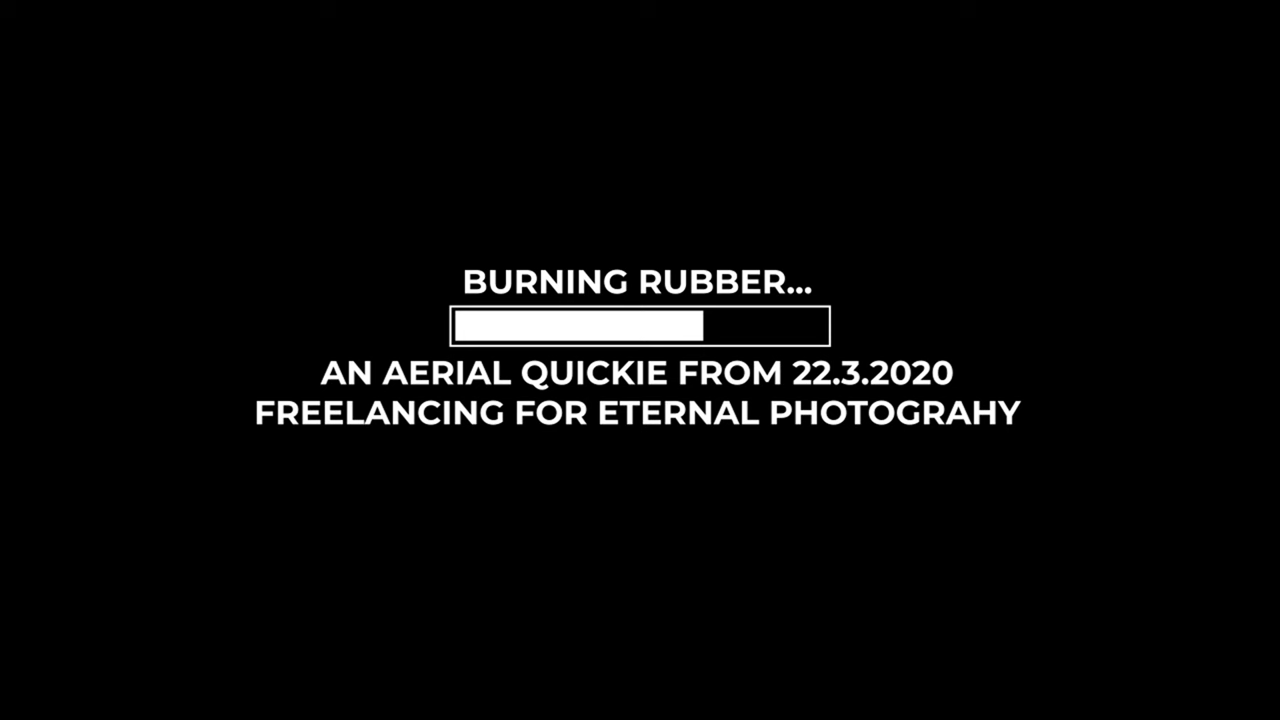 BURNING RUBBER...
AN AERIAL QUICKIE FROM 22.3.2020
FREELANCING FOR ETERNAL PHOTOGRAHY